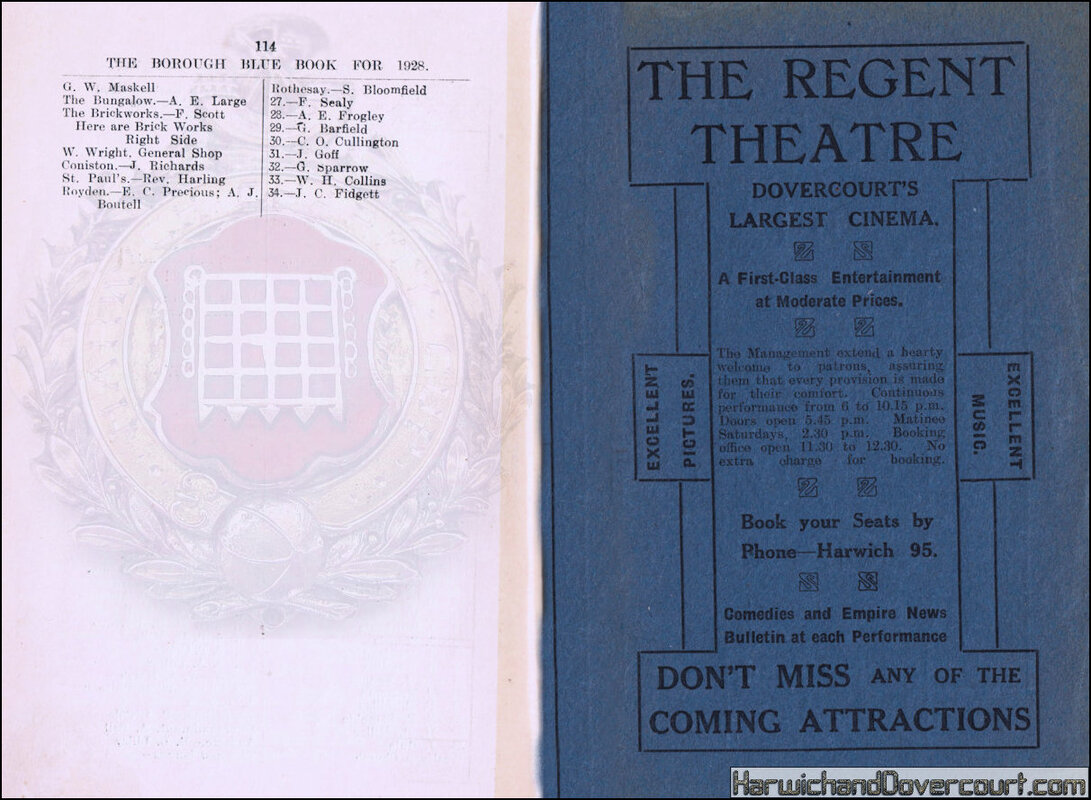 114
THE BOROUGH BLUE BOOK FOR 1928.
G. W. Maskell
The Bungalow.—A. E. Large
The Brickworks.—F. Scott
Here are Brick Works
Right Side
W. Wright, General Shop
Coniston.—J. Richards
St. Paul's.—Rev. Harling
Royden.—E. C. Precious; A. J.
Boutell
Rothesay.—S. Bloomfield
27.—F. Sealy
28.—A. E. Frogley
29.—G. Barfield
30.—C. O. Cullington
31.—J. Goff
32.—G. Sparrow
33.—W. H. Collins
34.—J. C. Fidgett
THE REGENT
THEATRE
DOVERCOURT'S
LARGEST CINEMA.
A First-Class Entertainment
at Moderate Prices.
The Management extend a hearty
welcome to patrons, assuring
them that every provision is made
for their comfort. Continuous
performance from 6 to 10.15 p.m.
Doors open 5.45 p.m. Matinee
Saturdays, 2.30 p.m. Booking
office open 11.30 to 12.30. No
extra charge for booking.
EXCELLENT
PICTURES.
EXCELLENT
MUSIC.
Book your Seats by
Phone—Harwich 95.
Comedies and Empire News
Bulletin at each Performance
DON'T MISS ANY OF THE
COMING ATTRACTIONS
HarwichandDovercourt.com